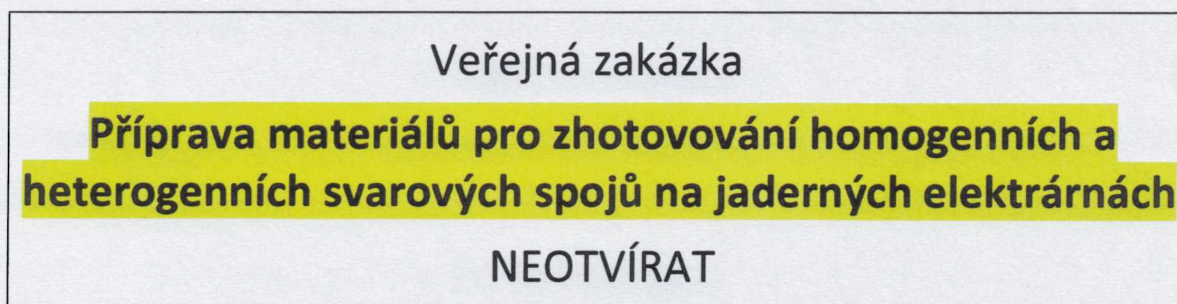 Veřejná zakázka
Příprava materiálů pro zhotovování homogenních a
heterogenních svarových spojů na jaderných elektrárnách
NEOTVÍRAT